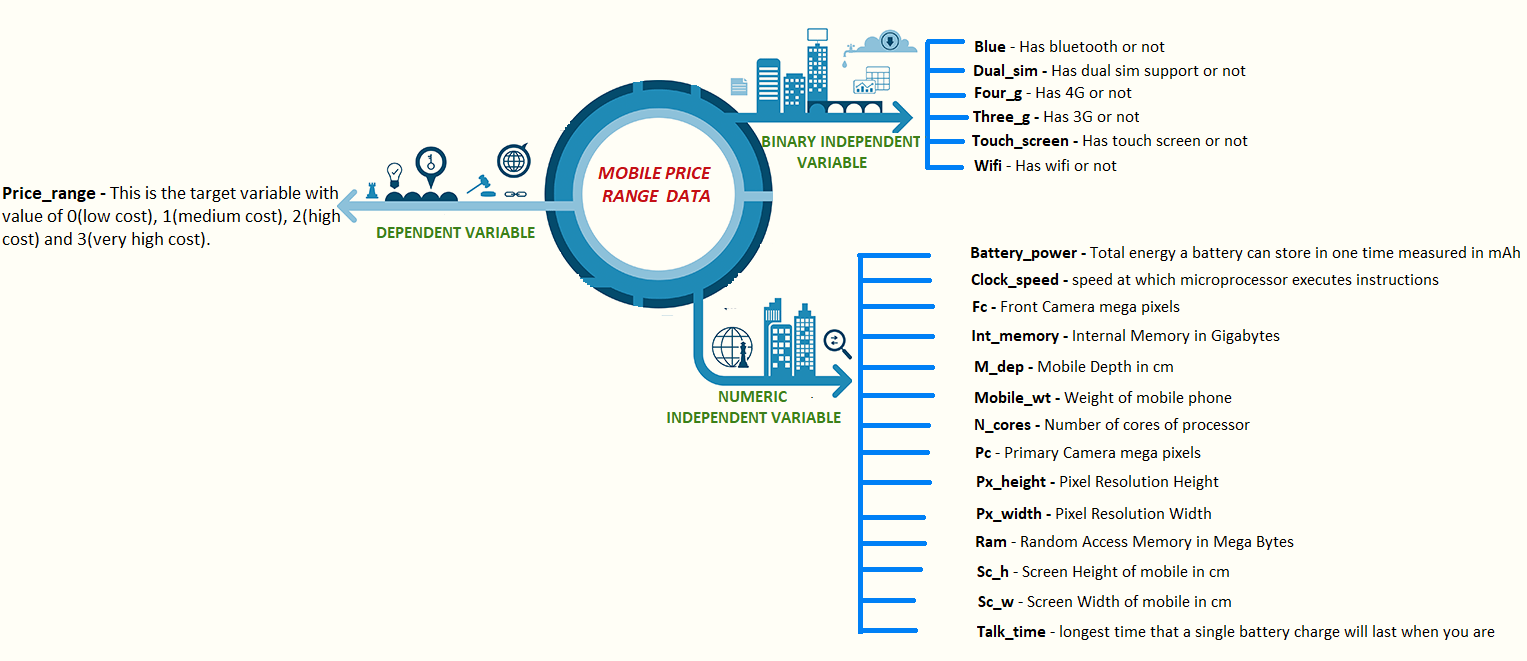 MOBILE PRICE
RANGE DATA
BINARY INDEPENDENT
VARIABLE
Blue - Has bluetooth or not
Dual_sim - Has dual sim support or not
Four_g - Has 4G or not
Three_g - Has 3G or not
Touch_screen - Has touch screen or not
Wifi - Has wifi or not
Price_range - This is the target variable with
value of 0(low cost), 1(medium cost), 2(high
cost) and 3(very high cost).
DEPENDENT VARIABLE
NUMERIC
INDEPENDENT VARIABLE
Battery_power - Total energy a battery can store in one time measured in mAh
Clock_speed - speed at which microprocessor executes instructions
Fc - Front Camera mega pixels
Int_memory - Internal Memory in Gigabytes
M_dep - Mobile Depth in cm
Mobile_wt - Weight of mobile phone
N_cores - Number of cores of processor
Pc - Primary Camera mega pixels
Px_height - Pixel Resolution Height
Px_width - Pixel Resolution Width
Ram - Random Access Memory in Mega Bytes
Sc_h - Screen Height of mobile in cm
Sc_w - Screen Width of mobile in cm
Talk_time - longest time that a single battery charge will last when you are